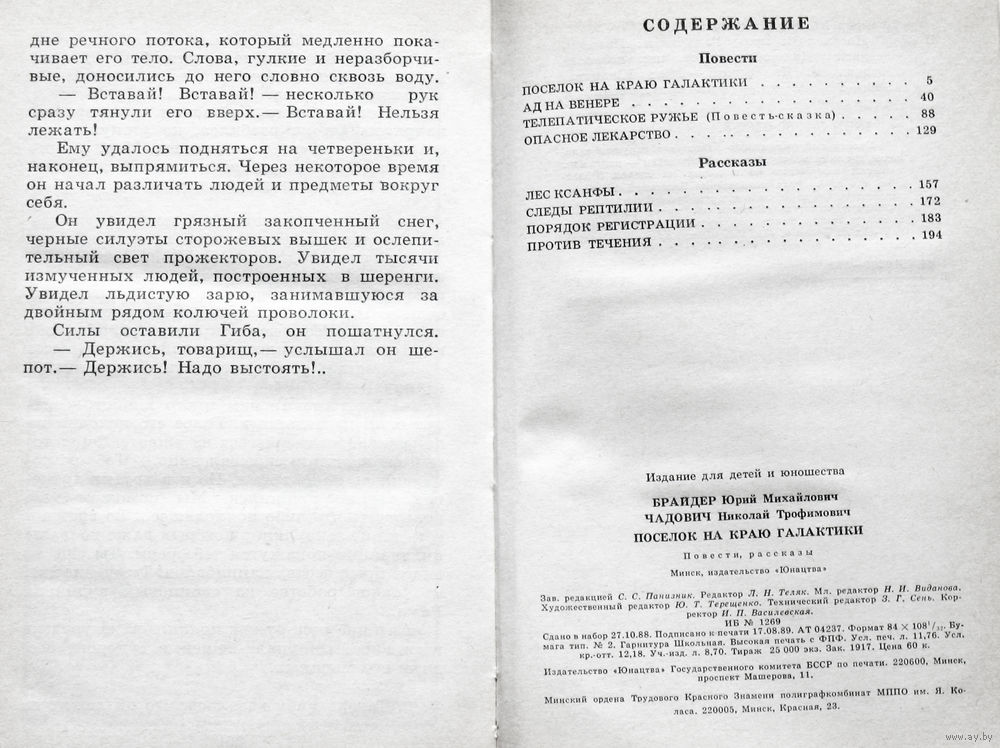 дне речного потока, который медленно пока-
чивает его тело. Слова, гулкие и неразборчи-
вые, доносились до него словно сквозь воду.
— Вставай! Вставай! — несколько рук
сразу тянули его вверх.— Вставай! Нельзя
лежать!
Ему удалось подняться на четвереньки и,
наконец, выпрямиться. Через некоторое время
он начал различать людей и предметы вокруг
себя.
Он увидел грязный закопченный снег,
черные силуэты сторожевых вышек и ослепи-
тельный свет прожекторов. Увидел тысячи
измученных людей, построенных в шеренги.
Увидел льдистую зарю, занимавшуюся за
двойным рядом колючей проволоки.
Силы оставили Гиба, он пошатнулся.
— Держись, товарищ,— услышал он ше-
пот.— Держись! Надо выстоять!..
СОДЕРЖАНИЕ
Повести
ПОСЕЛОК НА КРАЮ ГАЛАКТИКИ . . . . . . . . . . 5
АД НА ВЕНЕРЕ . . . . . . . . . . . . . . . . . . 40
ТЕЛЕПАТИЧЕСКОЕ РУЖЬЕ (Повесть-сказка) . . . . . 88
ОПАСНОЕ ЛЕКАРСТВО . . . . . . . . . . . . . . . 129
Рассказы
ЛЕС КСАНФЫ . . . . . . . . . . . . . . . . . . 157
СЛЕДЫ РЕПТИЛИИ . . . . . . . . . . . . . . . . 172
ПОРЯДОК РЕГИСТРАЦИИ . . . . . . . . . . . . . 183
ПРОТИВ ТЕЧЕНИЯ . . . . . . . . . . . . . . . . 194
Издание для детей и юношества
БРАЙДЕР Юрий Михайлович
ЧАДОВИЧ Николай Трофимович
ПОСЕЛОК НА КРАЮ ГАЛАКТИКИ
Повести, рассказы
Минск, издательство «Юнацтва»
Зав. редакцией С. С. Панизник. Редактор Л. Н. Теляк. Мл. редактор Н. И. Виданова.
Художественный редактор Ю. Т. Терещенко. Технический редактор З. Г. Сень. Кор-
ректор И. П. Василевская.
ИБ № 1269
Сдано в набор 27.10.88. Подписано к печати 17.08.89. АТ 04237. Формат 84 × 108¹/₃₂. Бу-
мага тип. № 2. Гарнитура Школьная. Высокая печать с ФПФ. Усл. печ. л. 11,76. Усл.
кр.-отт. 12,18. Уч.-изд. л. 8,70. Тираж 25 000 экз. Зак. 1917. Цена 60 к.
Издательство «Юнацтва» Государственного комитета БССР по печати. 220600, Минск,
проспект Машерова, 11.
Минский ордена Трудового Красного Знамени полиграфкомбинат МППО им. Я. Ко-
ласа. 220005, Минск, Красная, 23.
www.ay.by